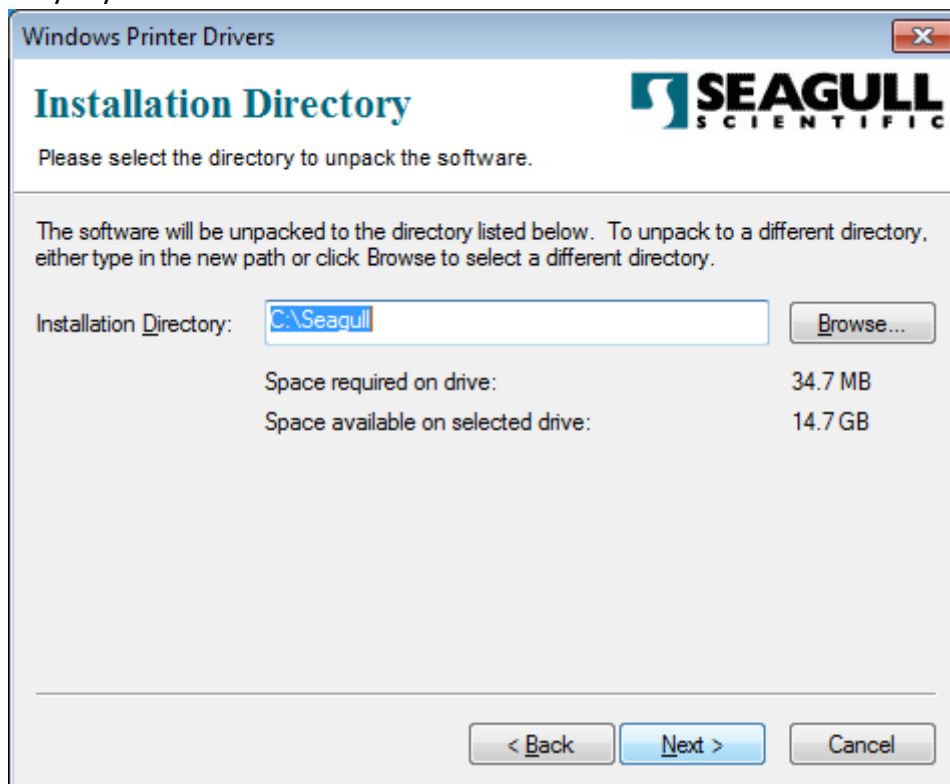 Windows Printer Drivers
Installation Directory
SEAGULL
SCIENTIFIC
Please select the directory to unpack the software.
The software will be unpacked to the directory listed below. To unpack to a different directory,
either type in the new path or click Browse to select a different directory.
Installation Directory: C:\Seagull Browse...
Space required on drive: 34.7 MB
Space available on selected drive: 14.7 GB
< Back Next > Cancel